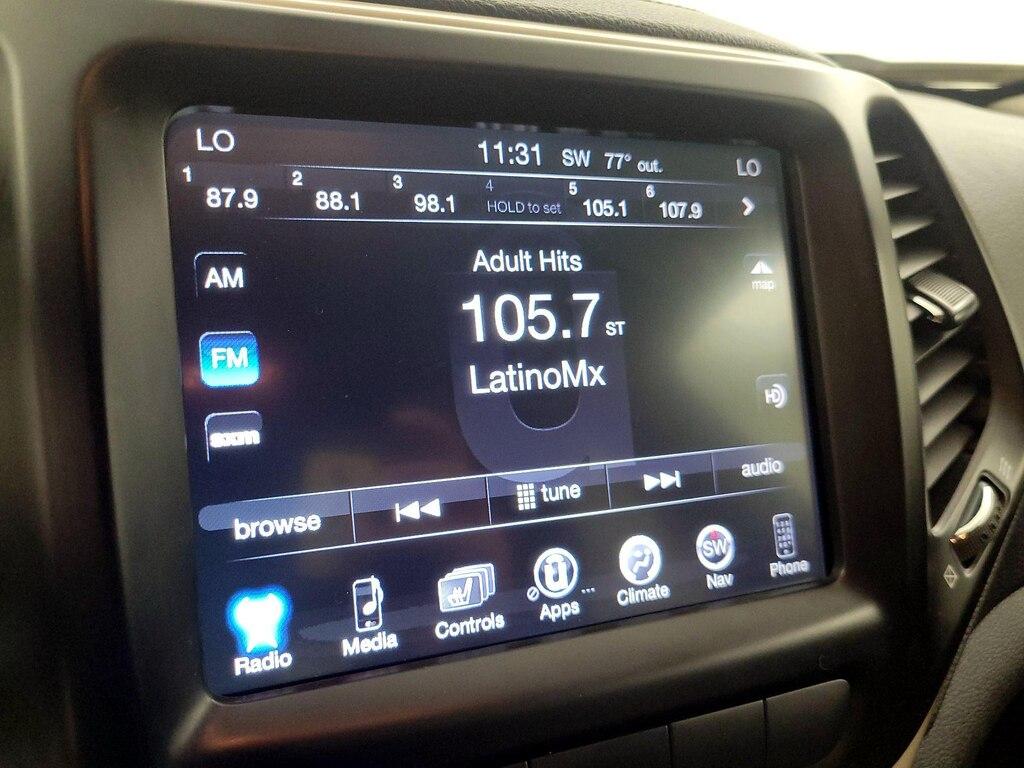 LO 11:31 SW 77° out. LO
1 87.9 2 88.1 3 98.1 4 HOLD to set 5 105.1 6 107.9
Adult Hits
AM
map
105.7 ST
FM
LatinoMx
HD
sxm
browse tune audio
SW
Radio Media Controls Apps... Climate Nav Phone